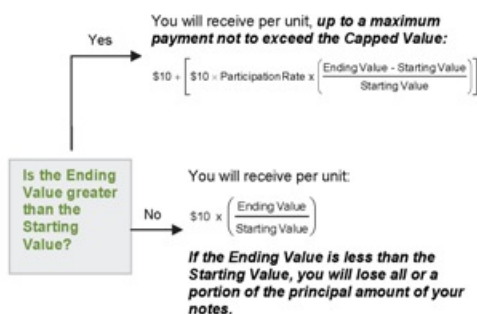 You will receive per unit, up to a maximum
Yes
payment not to exceed the Capped Value:
$10 + [ $10 × Participation Rate x ( Ending Value - Starting Value / Starting Value ) ]
Is the Ending
Value greater
than the
Starting
Value?
You will receive per unit:
No
$10 x ( Ending Value / Starting Value )
If the Ending Value is less than the
Starting Value, you will lose all or a
portion of the principal amount of your
notes.